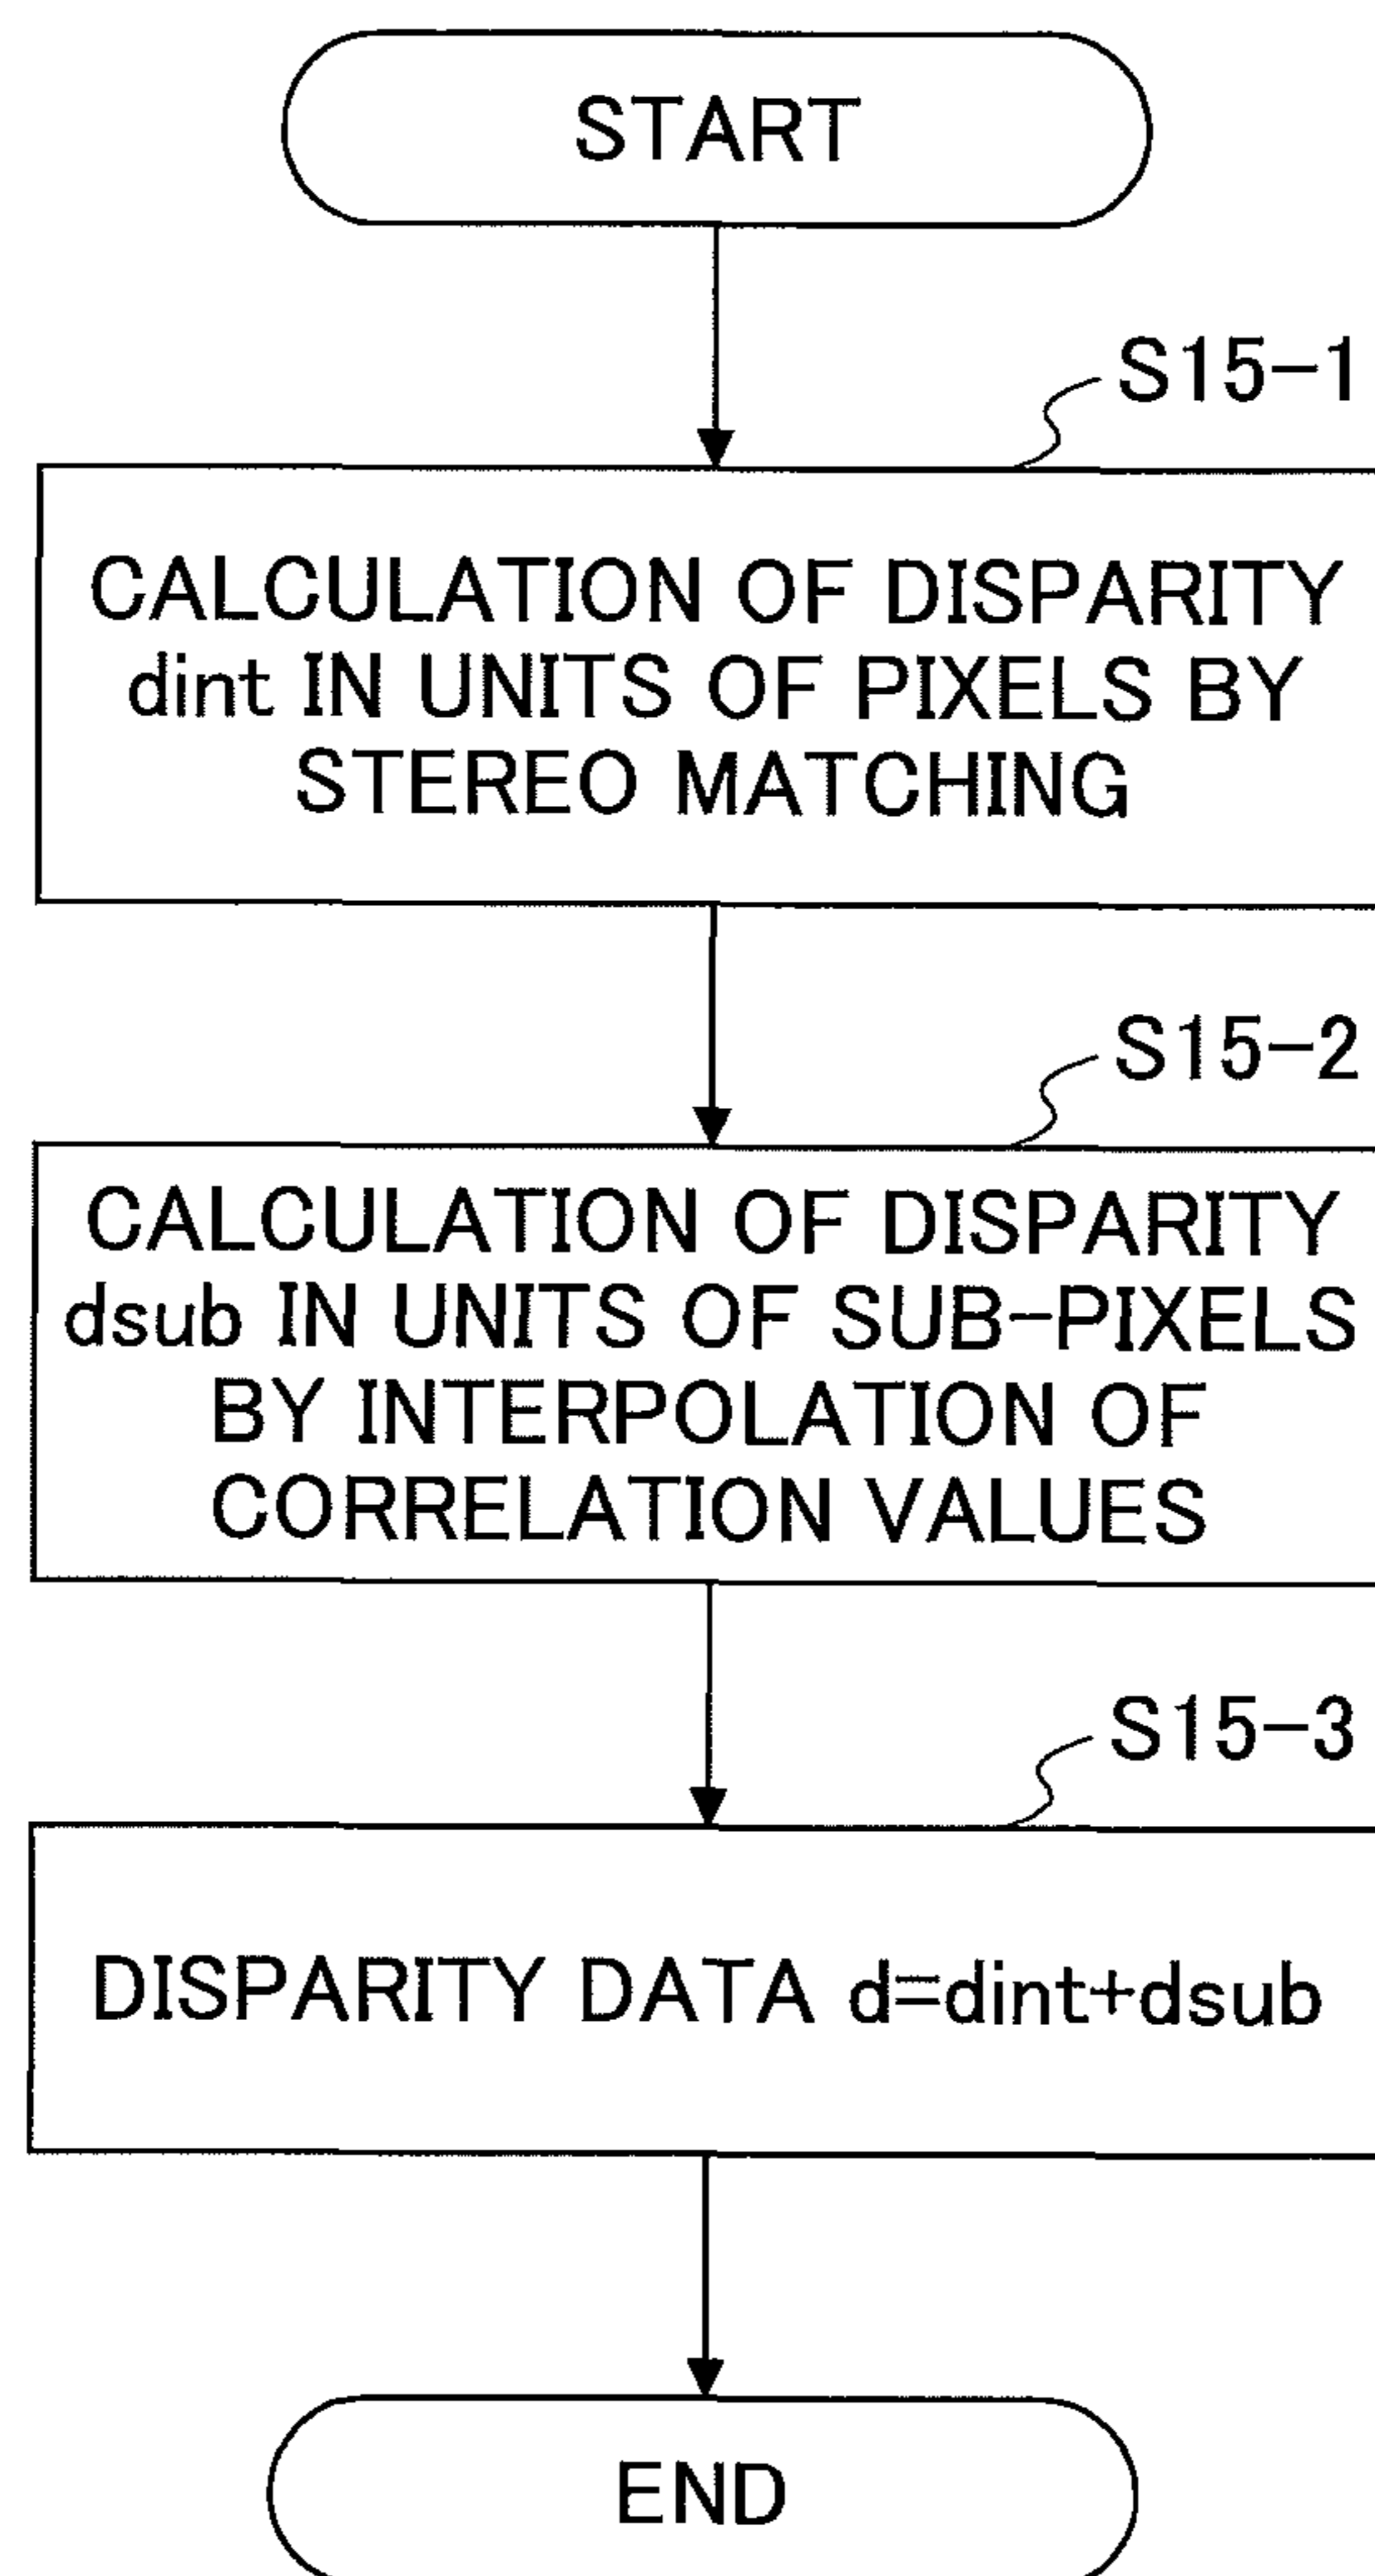 START
S15-1
CALCULATION OF DISPARITY
dint IN UNITS OF PIXELS BY
STEREO MATCHING
S15-2
CALCULATION OF DISPARITY
dsub IN UNITS OF SUB-PIXELS
BY INTERPOLATION OF
CORRELATION VALUES
S15-3
DISPARITY DATA d=dint+dsub
END